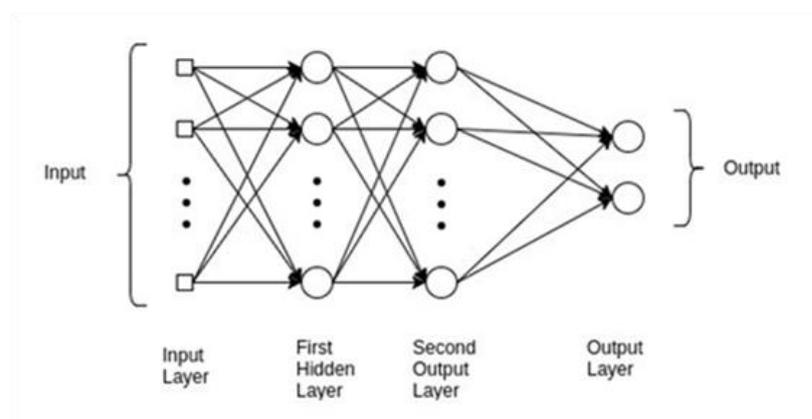 Input
Output
Input
Layer
First
Hidden
Layer
Second
Output
Layer
Output
Layer